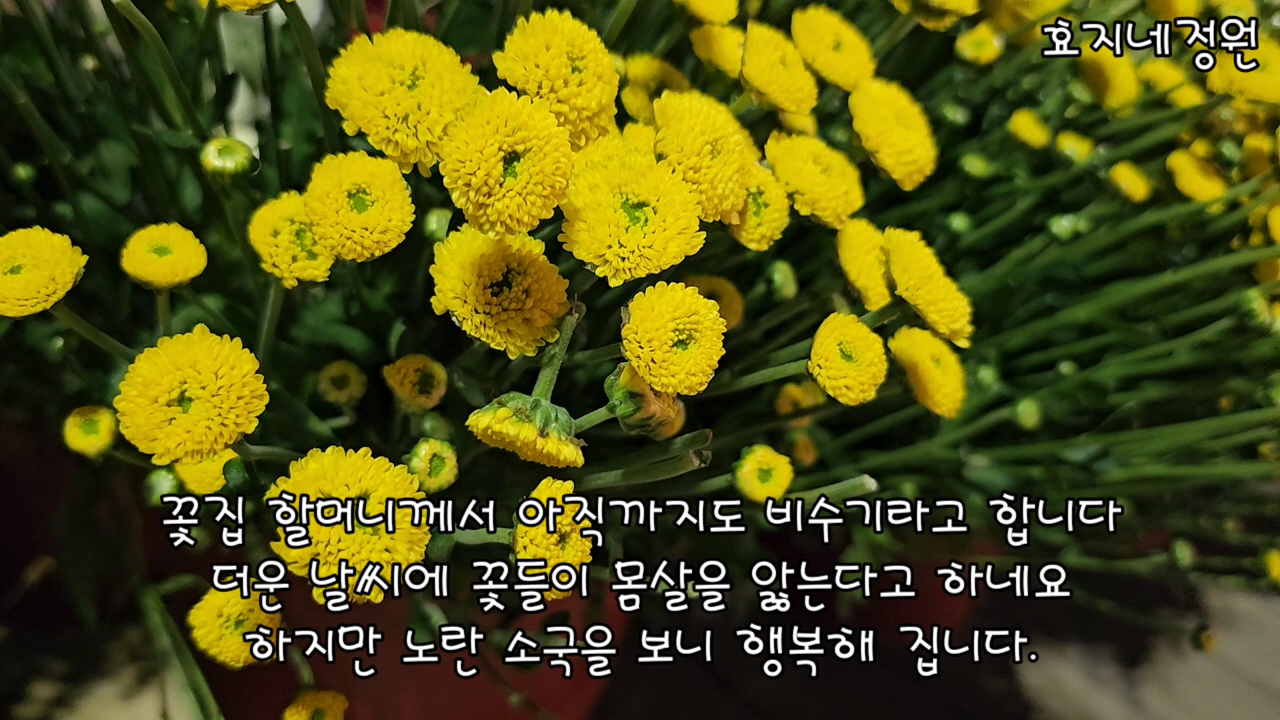 효지네정원
꽃집 할머니께서 아직까지도 비수기라고 합니다
더운 날씨에 꽃들이 몸살을 앓는다고 하네요
하지만 노란 소국을 보니 행복해 집니다.